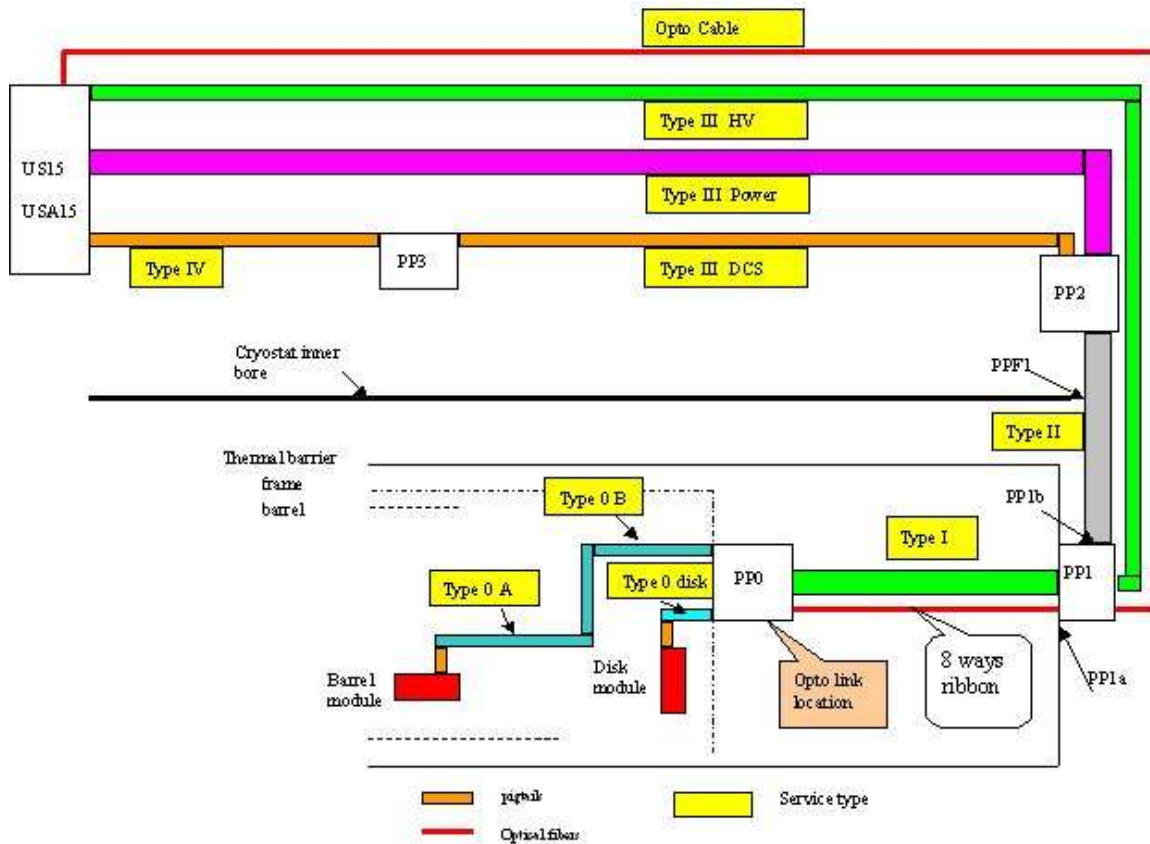 Opto Cable
Type III HV
US15
USA15
Type III Power
Type IV
PP3
Type III DCS
PP2
Cryostat inner
bore
PPF1
Type II
Thermal barrier
frame
barrel
Type 0 B
PP1b
Type I
Type 0 A
Type 0 disk
PP0
PP1
Barrel
module
Disk
module
Opto link
location
8 ways
ribbon
PP1a
pigtails
Service type
Optical fibers